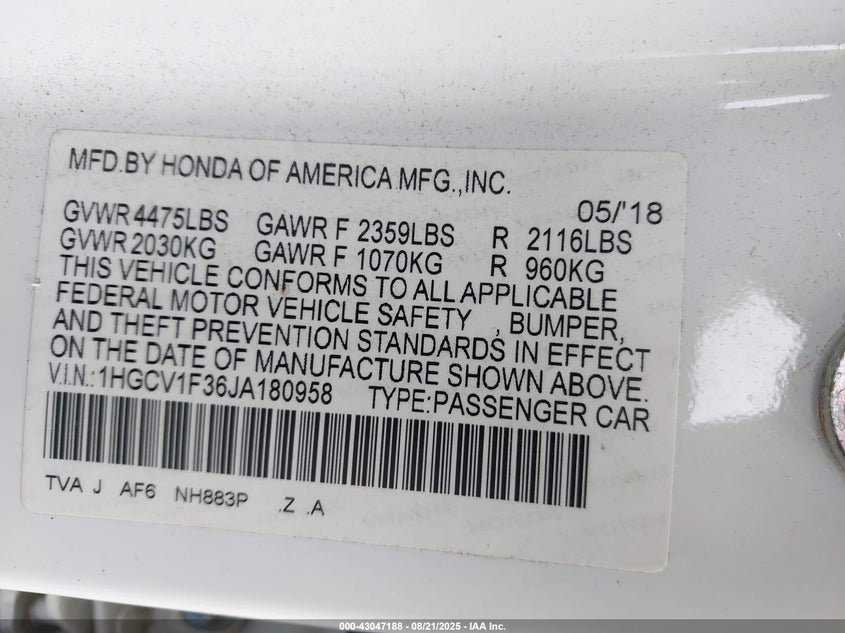 MFD.BY HONDA OF AMERICA MFG.,INC.
05/'18
GVWR 4475LBS GAWR F 2359LBS R 2116LBS
GVWR 2030KG GAWR F 1070KG R 960KG
THIS VEHICLE CONFORMS TO ALL APPLICABLE
FEDERAL MOTOR VEHICLE SAFETY , BUMPER,
AND THEFT PREVENTION STANDARDS IN EFFECT
ON THE DATE OF MANUFACTURE SHOWN ABOVE.
V.I.N.:1HGCV1F36JA180958 TYPE:PASSENGER CAR
TVA J AF6 NH883P .Z .A
000-43047188 - 08/21/2025 - IAA Inc.